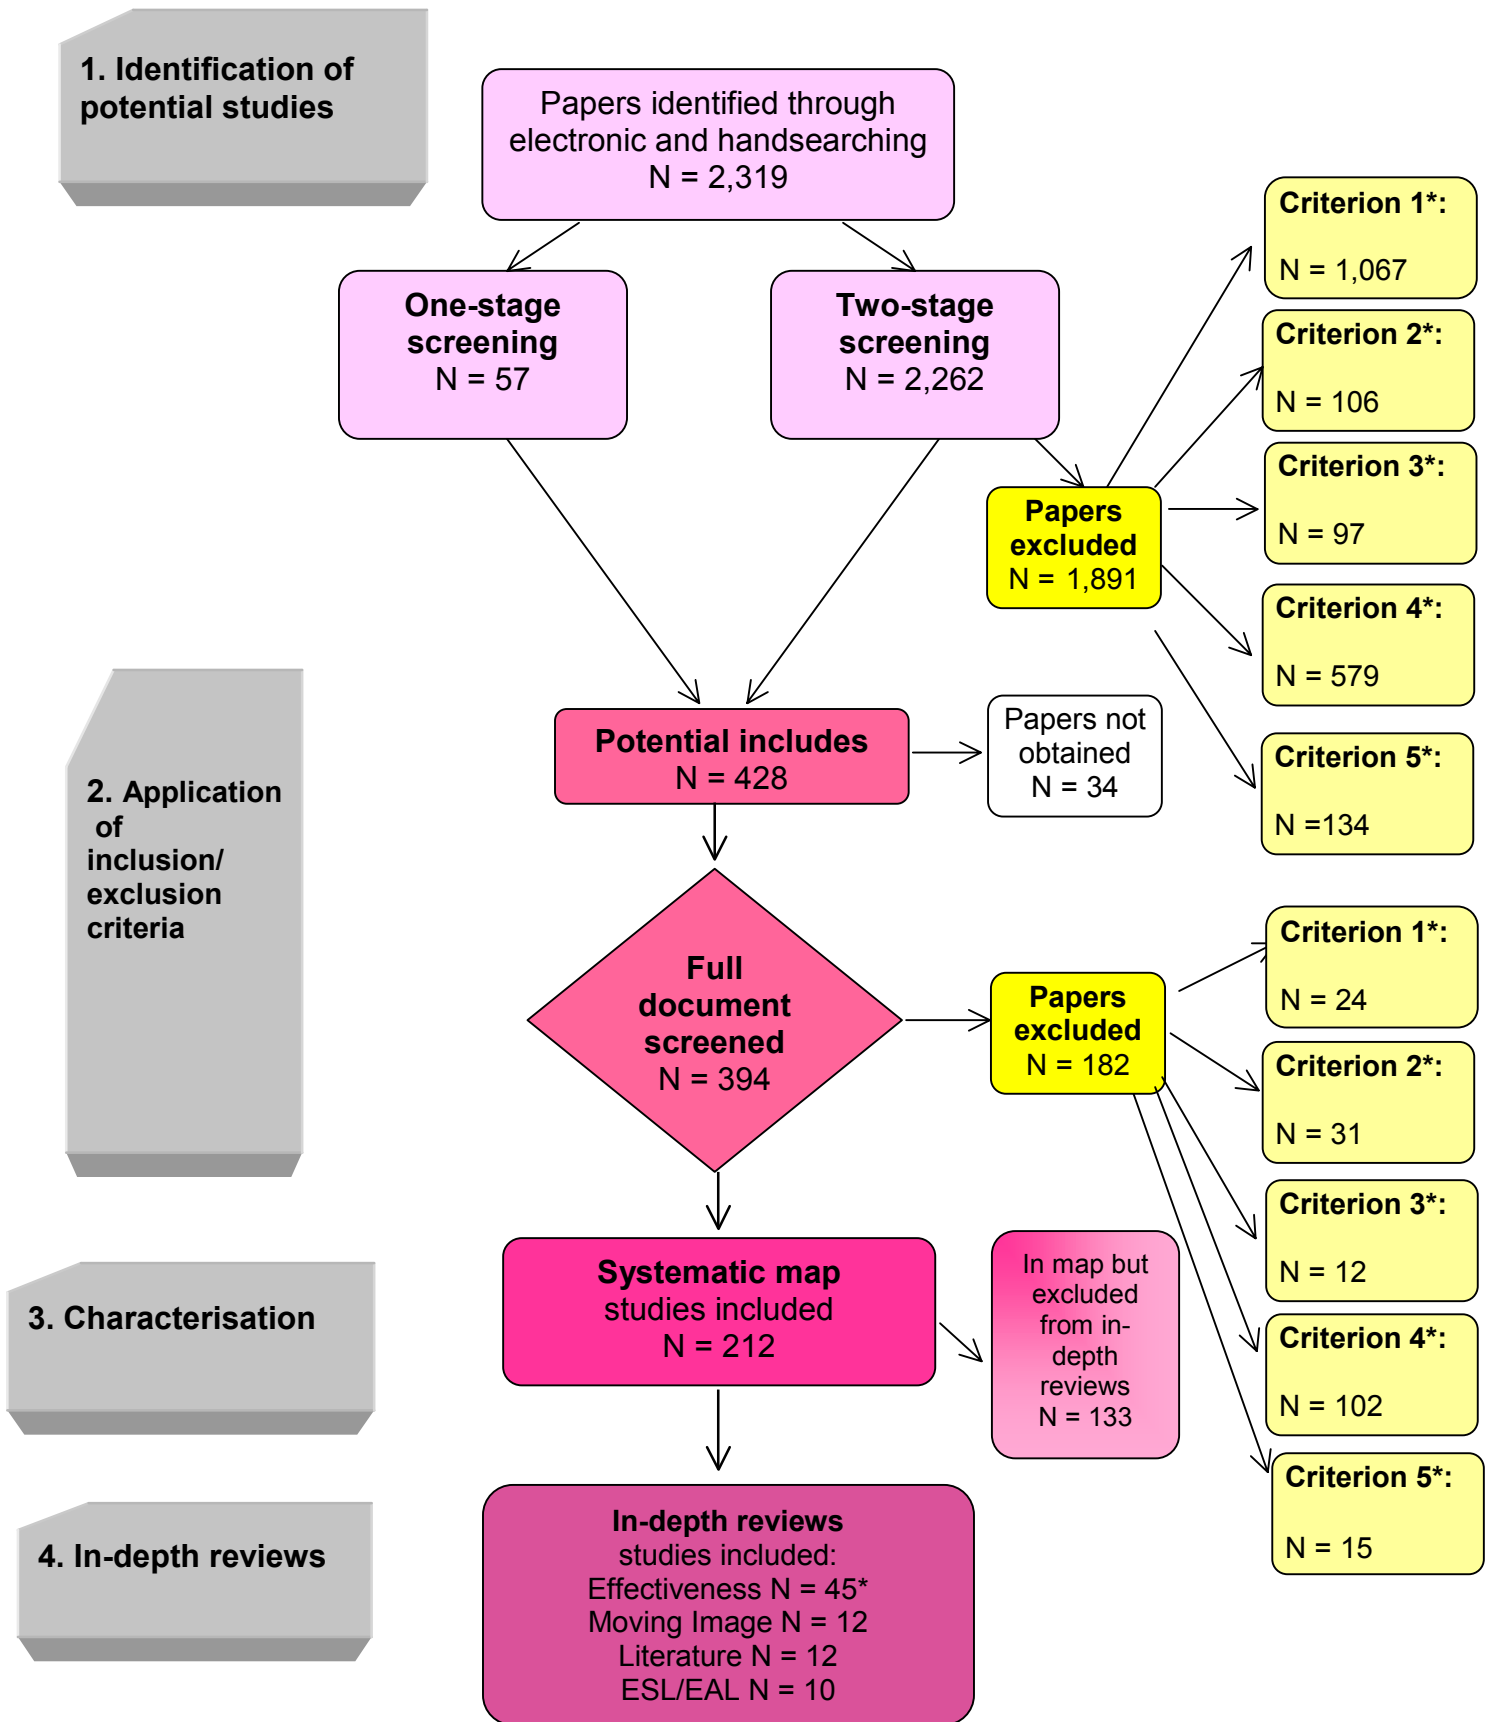 1. Identification of
potential studies
Papers identified through
electronic and handsearching
N = 2,319
One-stage
screening
N = 57
Two-stage
screening
N = 2,262
Papers
excluded
N = 1,891
Criterion 1*:
N = 1,067
Criterion 2*:
N = 106
Criterion 3*:
N = 97
Criterion 4*:
N = 579
Criterion 5*:
N =134
2. Application
of
inclusion/
exclusion
criteria
Potential includes
N = 428
Papers not
obtained
N = 34
Full
document
screened
N = 394
Papers
excluded
N = 182
Criterion 1*:
N = 24
Criterion 2*:
N = 31
Criterion 3*:
N = 12
Criterion 4*:
N = 102
Criterion 5*:
N = 15
3. Characterisation
Systematic map
studies included
N = 212
In map but
excluded
from in-
depth
reviews
N = 133
4. In-depth reviews
In-depth reviews
studies included:
Effectiveness N = 45*
Moving Image N = 12
Literature N = 12
ESL/EAL N = 10